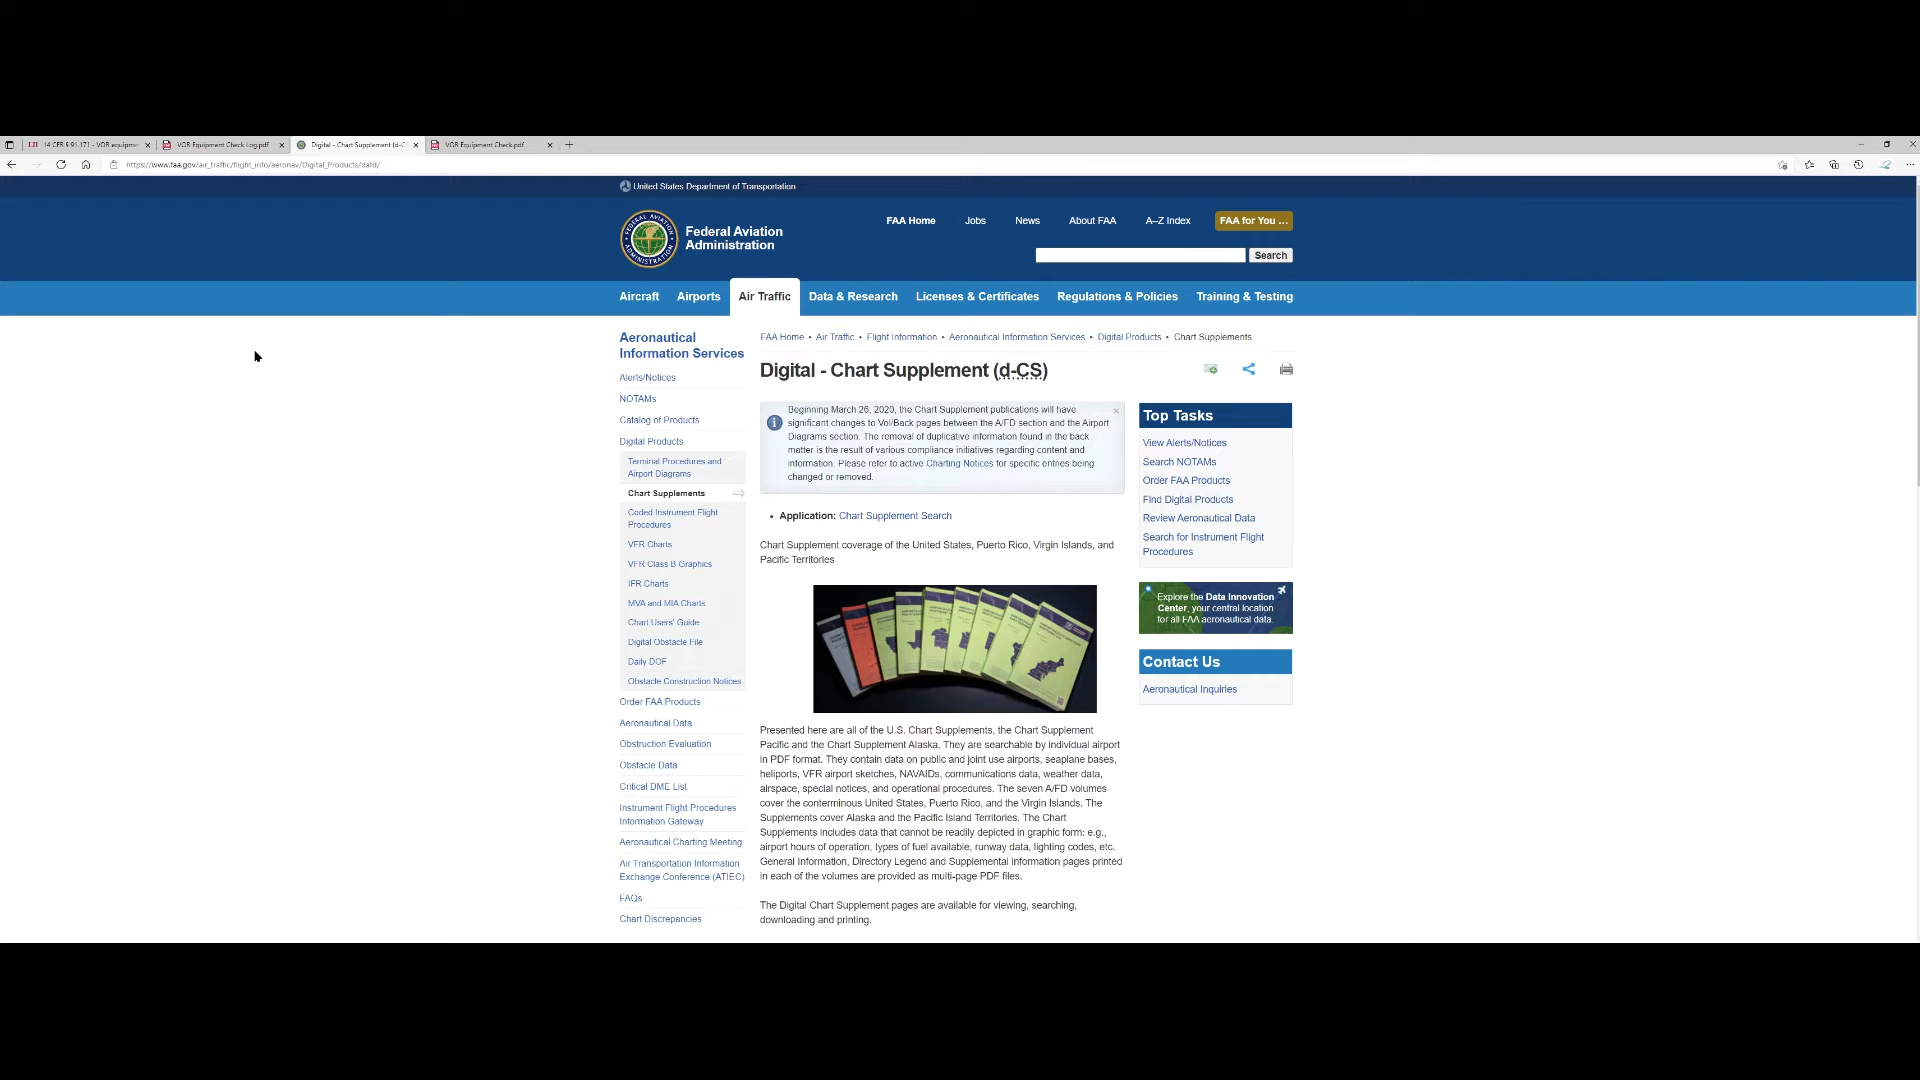 14 CFR § 91.171 - VOR equipme
VOR Equipment Check Log.pdf
Digital - Chart Supplement (d-C
VOR Equipment Check.pdf
https://www.faa.gov/air_traffic/flight_info/aeronav/Digital_Products/dafd/
United States Department of Transportation
Federal Aviation
Administration
FAA Home
Jobs
News
About FAA
A–Z Index
FAA for You ...
Search
Aircraft
Airports
Air Traffic
Data & Research
Licenses & Certificates
Regulations & Policies
Training & Testing
Aeronautical
Information Services
Alerts/Notices
NOTAMs
Catalog of Products
Digital Products
Terminal Procedures and
Airport Diagrams
Chart Supplements
Coded Instrument Flight
Procedures
VFR Charts
VFR Class B Graphics
IFR Charts
MVA and MIA Charts
Chart Users' Guide
Digital Obstacle File
Daily DOF
Obstacle Construction Notices
Order FAA Products
Aeronautical Data
Obstruction Evaluation
Obstacle Data
Critical DME List
Instrument Flight Procedures
Information Gateway
Aeronautical Charting Meeting
Air Transportation Information
Exchange Conference (ATIEC)
FAQs
Chart Discrepancies
FAA Home ▸ Air Traffic ▸ Flight Information ▸ Aeronautical Information Services ▸ Digital Products ▸ Chart Supplements
Digital - Chart Supplement (d-CS)
Beginning March 26, 2020, the Chart Supplement publications will have
significant changes to Vol/Back pages between the A/FD section and the Airport
Diagrams section. The removal of duplicative information found in the back
matter is the result of various compliance initiatives regarding content and
information. Please refer to active Charting Notices for specific entries being
changed or removed.
• Application: Chart Supplement Search
Chart Supplement coverage of the United States, Puerto Rico, Virgin Islands, and
Pacific Territories
Presented here are all of the U.S. Chart Supplements, the Chart Supplement
Pacific and the Chart Supplement Alaska. They are searchable by individual airport
in PDF format. They contain data on public and joint use airports, seaplane bases,
heliports, VFR airport sketches, NAVAIDs, communications data, weather data,
airspace, special notices, and operational procedures. The seven A/FD volumes
cover the conterminous United States, Puerto Rico, and the Virgin Islands. The
Supplements cover Alaska and the Pacific Island Territories. The Chart
Supplements includes data that cannot be readily depicted in graphic form: e.g.,
airport hours of operation, types of fuel available, runway data, lighting codes, etc.
General Information, Directory Legend and Supplemental Information pages printed
in each of the volumes are provided as multi-page PDF files.
The Digital Chart Supplement pages are available for viewing, searching,
downloading and printing.
Top Tasks
View Alerts/Notices
Search NOTAMs
Order FAA Products
Find Digital Products
Review Aeronautical Data
Search for Instrument Flight
Procedures
Explore the Data Innovation
Center, your central location
for all FAA aeronautical data.
Contact Us
Aeronautical Inquiries